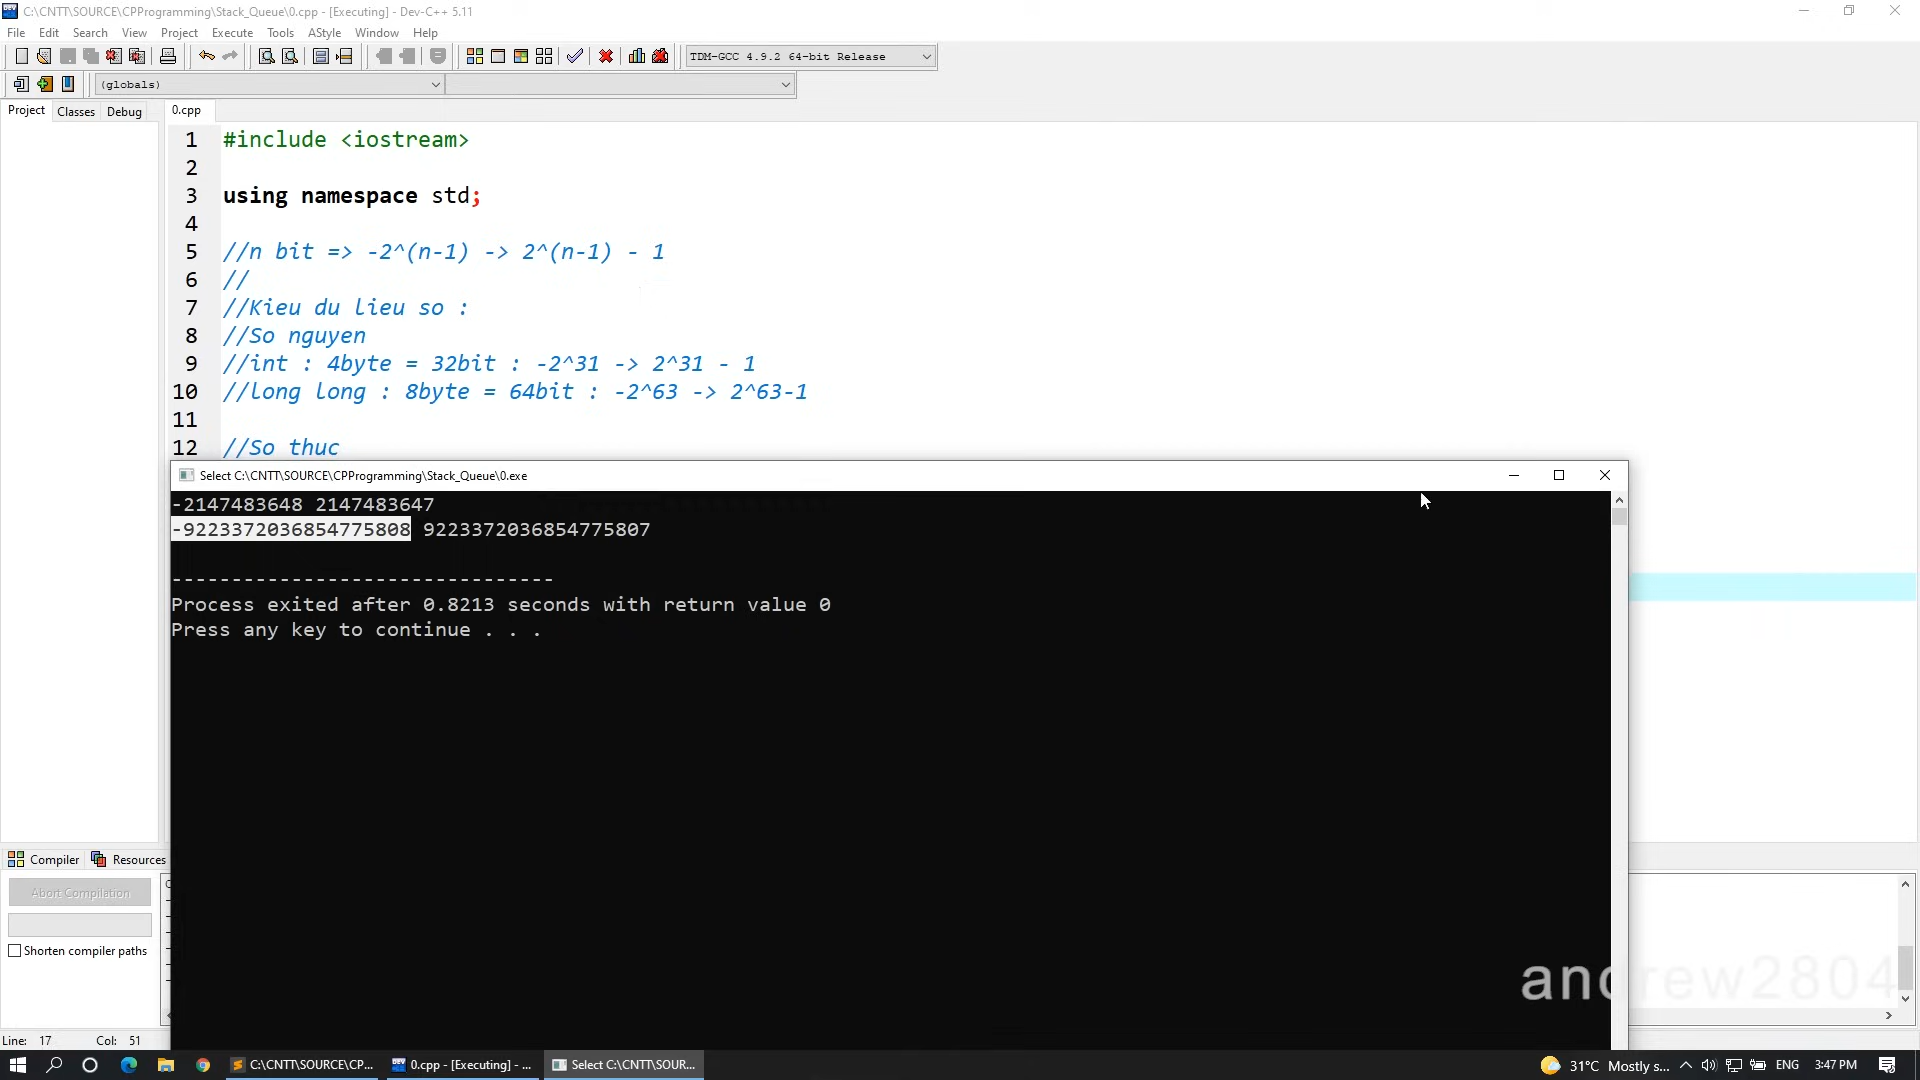 C:\CNTT\SOURCE\CPProgramming\Stack_Queue\0.cpp - [Executing] - Dev-C++ 5.11
File Edit Search View Project Execute Tools AStyle Window Help
TDM-GCC 4.9.2 64-bit Release
(globals)
Project Classes Debug 0.cpp
1 #include <iostream>
2
3 using namespace std;
4
5 //n bit => -2^(n-1) -> 2^(n-1) - 1
6 //
7 //Kieu du lieu so :
8 //So nguyen
9 //int : 4byte = 32bit : -2^31 -> 2^31 - 1
10 //long long : 8byte = 64bit : -2^63 -> 2^63-1
11
12 //So thuc
Select C:\CNTT\SOURCE\CPProgramming\Stack_Queue\0.exe
-2147483648 2147483647
-9223372036854775808 9223372036854775807
--------------------------------
Process exited after 0.8213 seconds with return value 0
Press any key to continue . . .
Compiler Resources
Abort Compilation
Shorten compiler paths
andrew2804
Line: 17 Col: 51
C:\CNTT\SOURCE\CP... 0.cpp - [Executing] - ... Select C:\CNTT\SOUR... 31°C Mostly s... ENG 3:47 PM